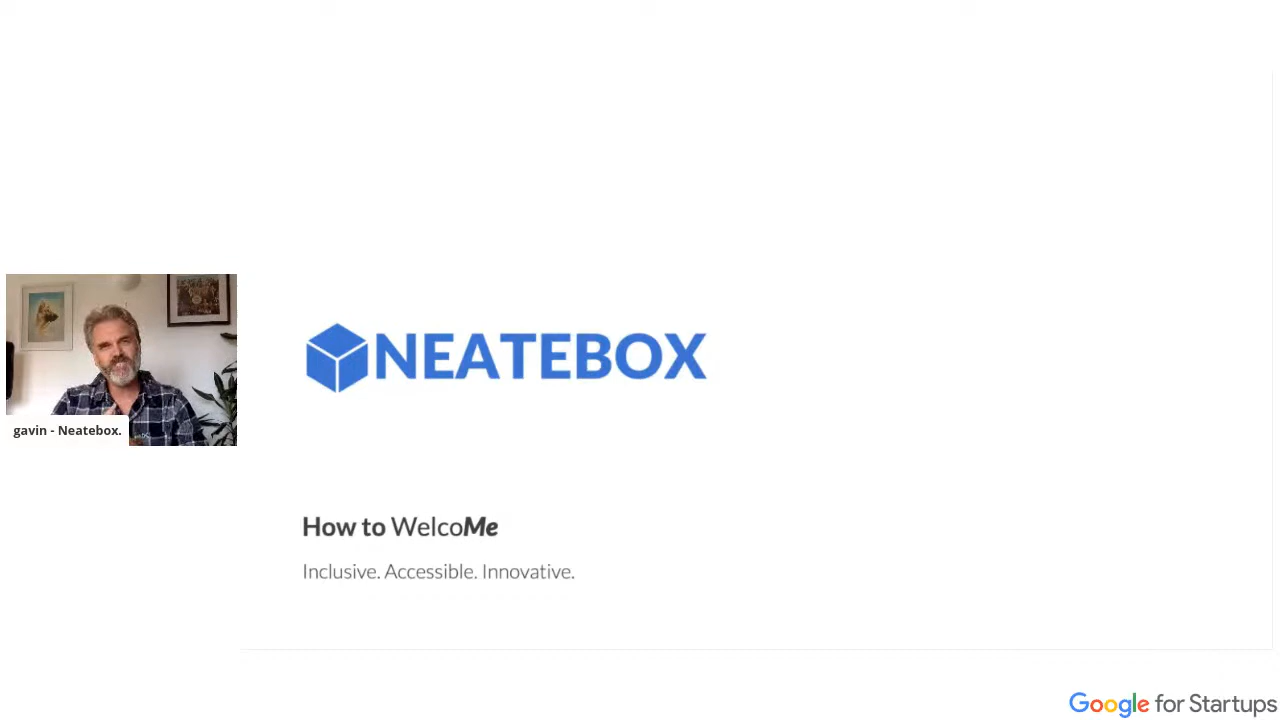 NEATEBOX
gavin - Neatebox.
How to WelcoMe
Inclusive. Accessible. Innovative.
Google for Startups